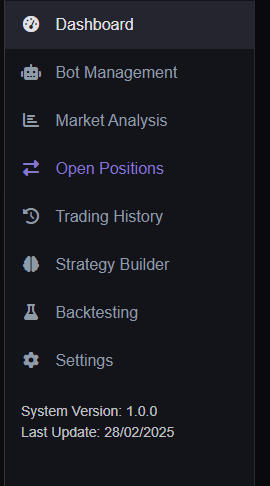 Dashboard
Bot Management
Market Analysis
Open Positions
Trading History
Strategy Builder
Backtesting
Settings
System Version: 1.0.0
Last Update: 28/02/2025